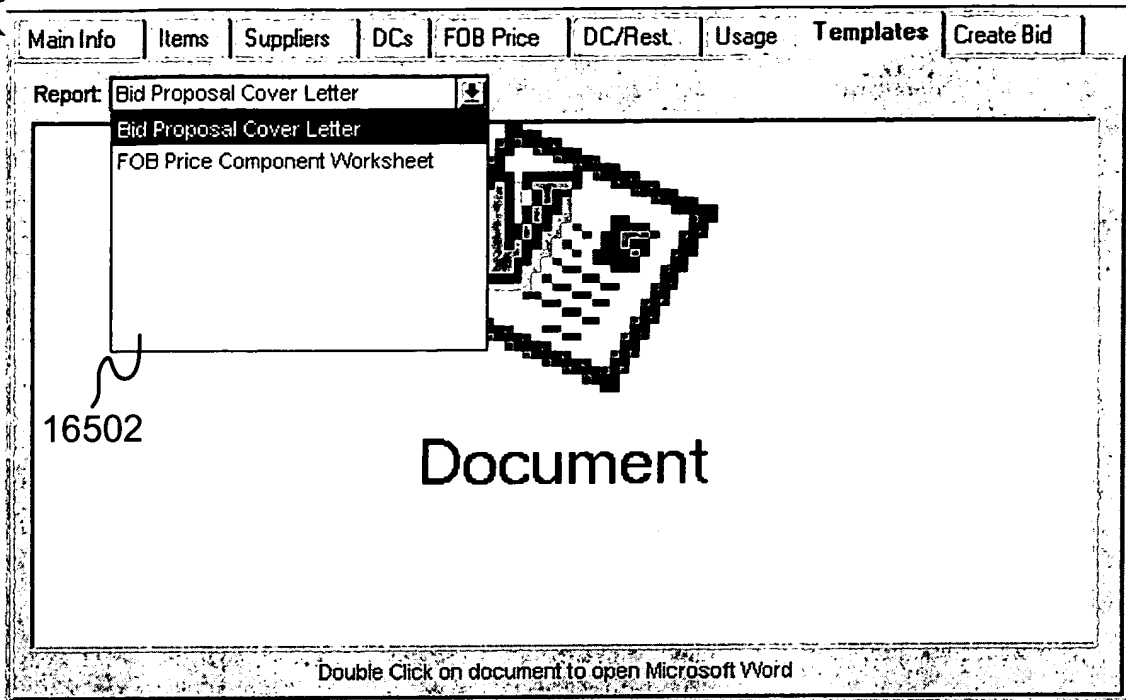 Main Info Items Suppliers DCs FOB Price DC/Rest. Usage Templates Create Bid
Report: Bid Proposal Cover Letter
Bid Proposal Cover Letter
FOB Price Component Worksheet
16502
Document
Double Click on document to open Microsoft Word